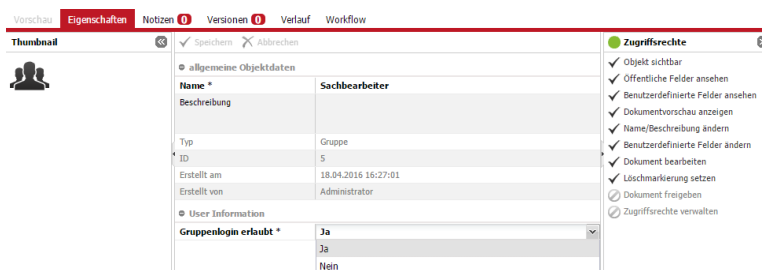 Vorschau Eigenschaften Notizen 0 Versionen 0 Verlauf Workflow
Thumbnail
Speichern Abbrechen
allgemeine Objektdaten
Name * Sachbearbeiter
Beschreibung
Typ Gruppe
ID 5
Erstellt am 18.04.2016 16:27:01
Erstellt von Administrator
User Information
Gruppenlogin erlaubt * Ja
Ja
Nein
Zugriffsrechte
Objekt sichtbar
Öffentliche Felder ansehen
Benutzerdefinierte Felder ansehen
Dokumentvorschau anzeigen
Name/Beschreibung ändern
Benutzerdefinierte Felder ändern
Dokument bearbeiten
Löschmarkierung setzen
Dokument freigeben
Zugriffsrechte verwalten